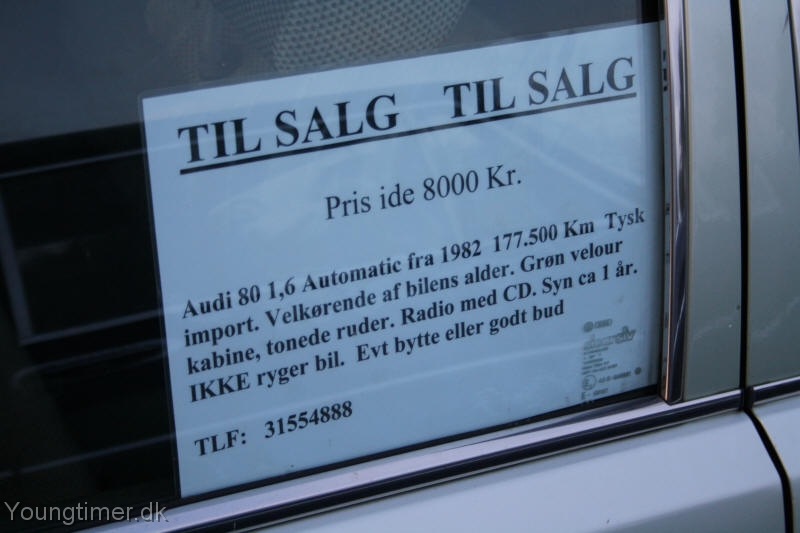 TIL SALG TIL SALG
Pris ide 8000 Kr.
Audi 80 1,6 Automatic fra 1982 177.500 Km Tysk
import. Velkørende af bilens alder. Grøn velour
kabine, tonede ruder. Radio med CD. Syn ca 1 år.
IKKE ryger bil. Evt bytte eller godt bud
TLF: 31554888
Youngtimer.dk